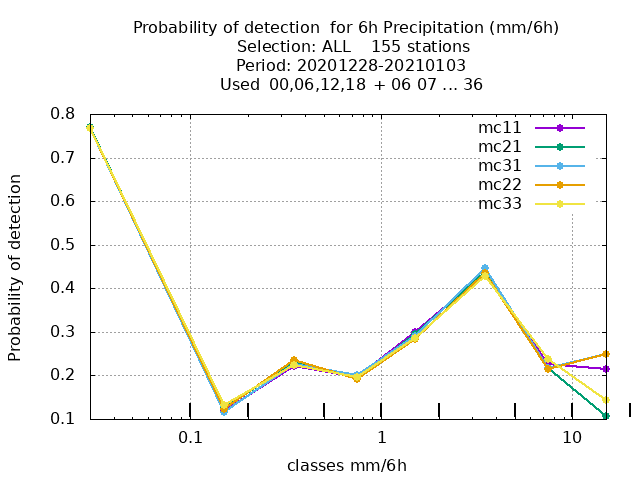 Probability of detection  for 6h Precipitation (mm/6h)
Selection: ALL    155 stations
Period: 20201228-20210103
Used  00,06,12,18  + 06 07 ... 36
0.8
0.7
0.6
0.5
0.4
0.3
0.2
0.1
Probability of detection
mc11
mc21
mc31
mc22
mc33
0.1
1
10
classes mm/6h